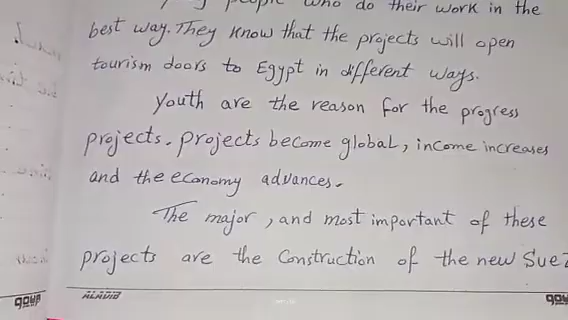 people who do their work in the
best way. They know that the projects will open
tourism doors to Egypt in different ways.
Youth are the reason for the progress
projects. projects become global, income increases
and the economy advances.
The major, and most important of these
projects are the Construction of the new Suez
ALAVIB